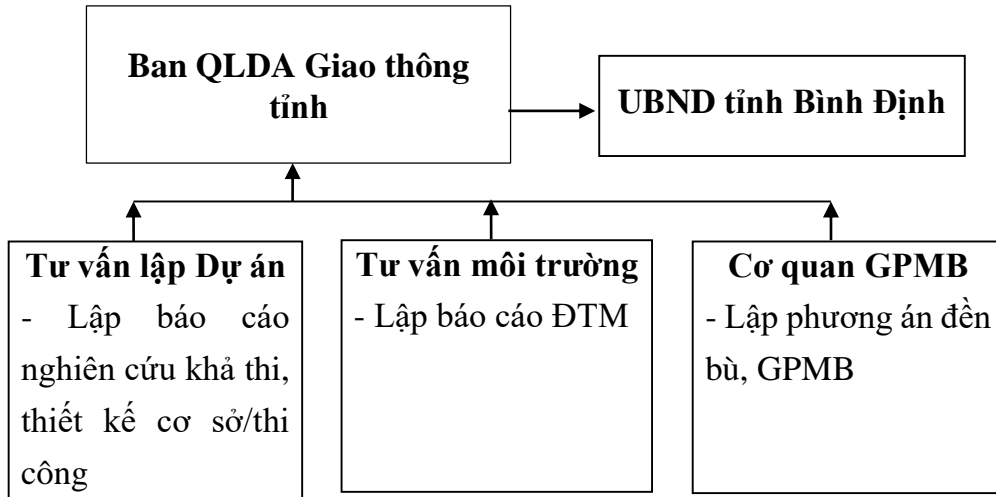 Ban QLDA Giao thông
tỉnh
UBND tỉnh Bình Định
Tư vấn lập Dự án
- Lập báo cáo
nghiên cứu khả thi,
thiết kế cơ sở/thi
công
Tư vấn môi trường
- Lập báo cáo ĐTM
Cơ quan GPMB
- Lập phương án đền
bù, GPMB